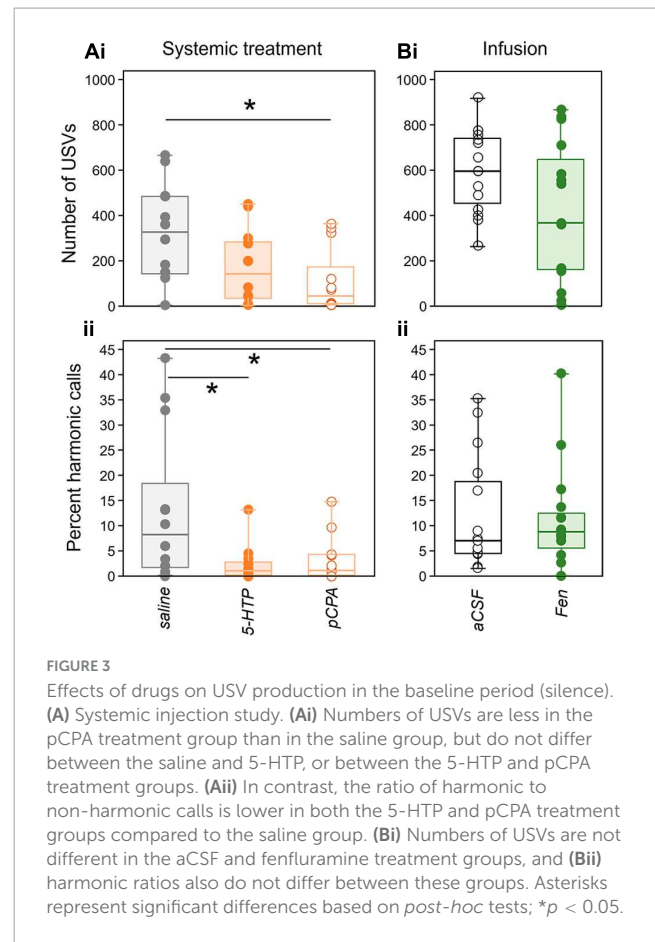 Systemic treatment
Infusion
Ai
Bi
Number of USVs
1000
800
600
400
200
0
*
1000
800
600
400
200
0
ii
ii
Percent harmonic calls
45
40
35
30
25
20
15
10
5
0
*
*
45
40
35
30
25
20
15
10
5
0
saline
5-HTP
pCPA
aCSF
Fen
FIGURE 3
Effects of drugs on USV production in the baseline period (silence).
(A) Systemic injection study. (Ai) Numbers of USVs are less in the
pCPA treatment group than in the saline group, but do not differ
between the saline and 5-HTP, or between the 5-HTP and pCPA
treatment groups. (Aii) In contrast, the ratio of harmonic to
non-harmonic calls is lower in both the 5-HTP and pCPA treatment
groups compared to the saline group. (Bi) Numbers of USVs are not
different in the aCSF and fenfluramine treatment groups, and (Bii)
harmonic ratios also do not differ between these groups. Asterisks
represent significant differences based on post-hoc tests; *p < 0.05.